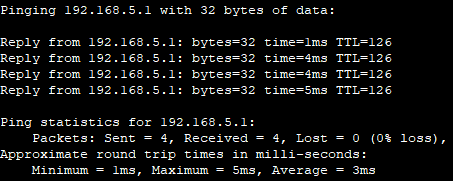 Pinging 192.168.5.1 with 32 bytes of data:
Reply from 192.168.5.1: bytes=32 time=1ms TTL=126
Reply from 192.168.5.1: bytes=32 time=4ms TTL=126
Reply from 192.168.5.1: bytes=32 time=4ms TTL=126
Reply from 192.168.5.1: bytes=32 time=5ms TTL=126
Ping statistics for 192.168.5.1:
Packets: Sent = 4, Received = 4, Lost = 0 (0% loss),
Approximate round trip times in milli-seconds:
Minimum = 1ms, Maximum = 5ms, Average = 3ms